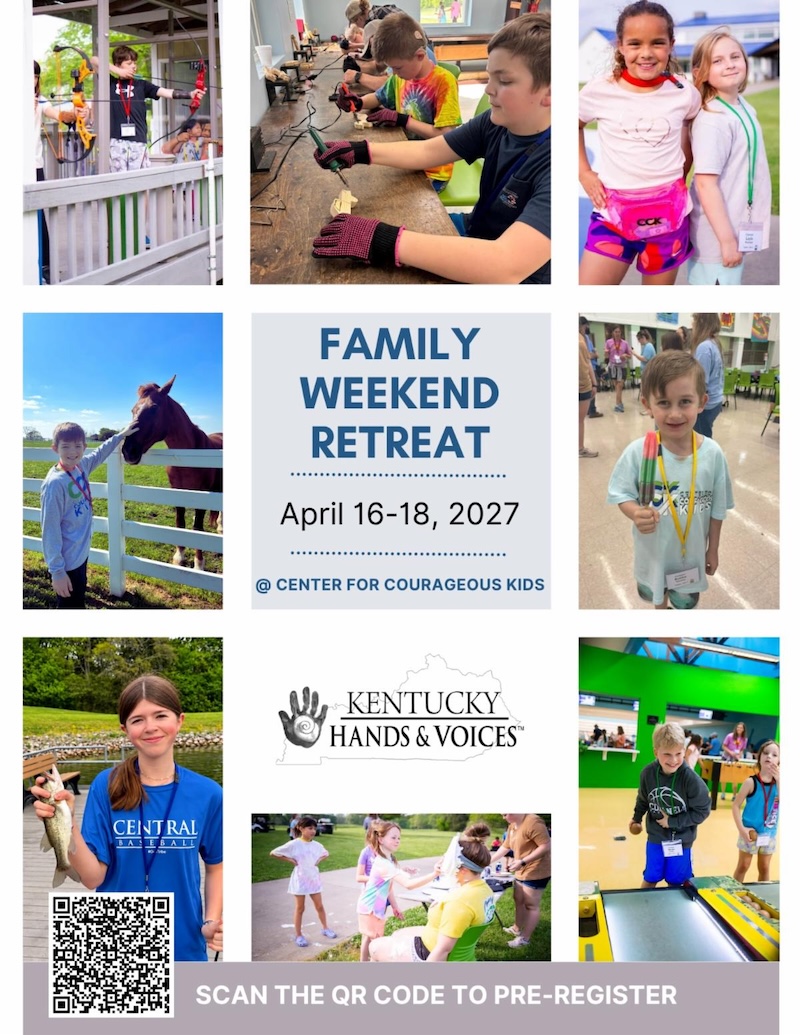 FAMILY
WEEKEND
RETREAT
April 16-18, 2027
@ CENTER FOR COURAGEOUS KIDS
KENTUCKY
HANDS & VOICES™
CCK
CENTRAL
BASEBALL
SCAN THE QR CODE TO PRE-REGISTER